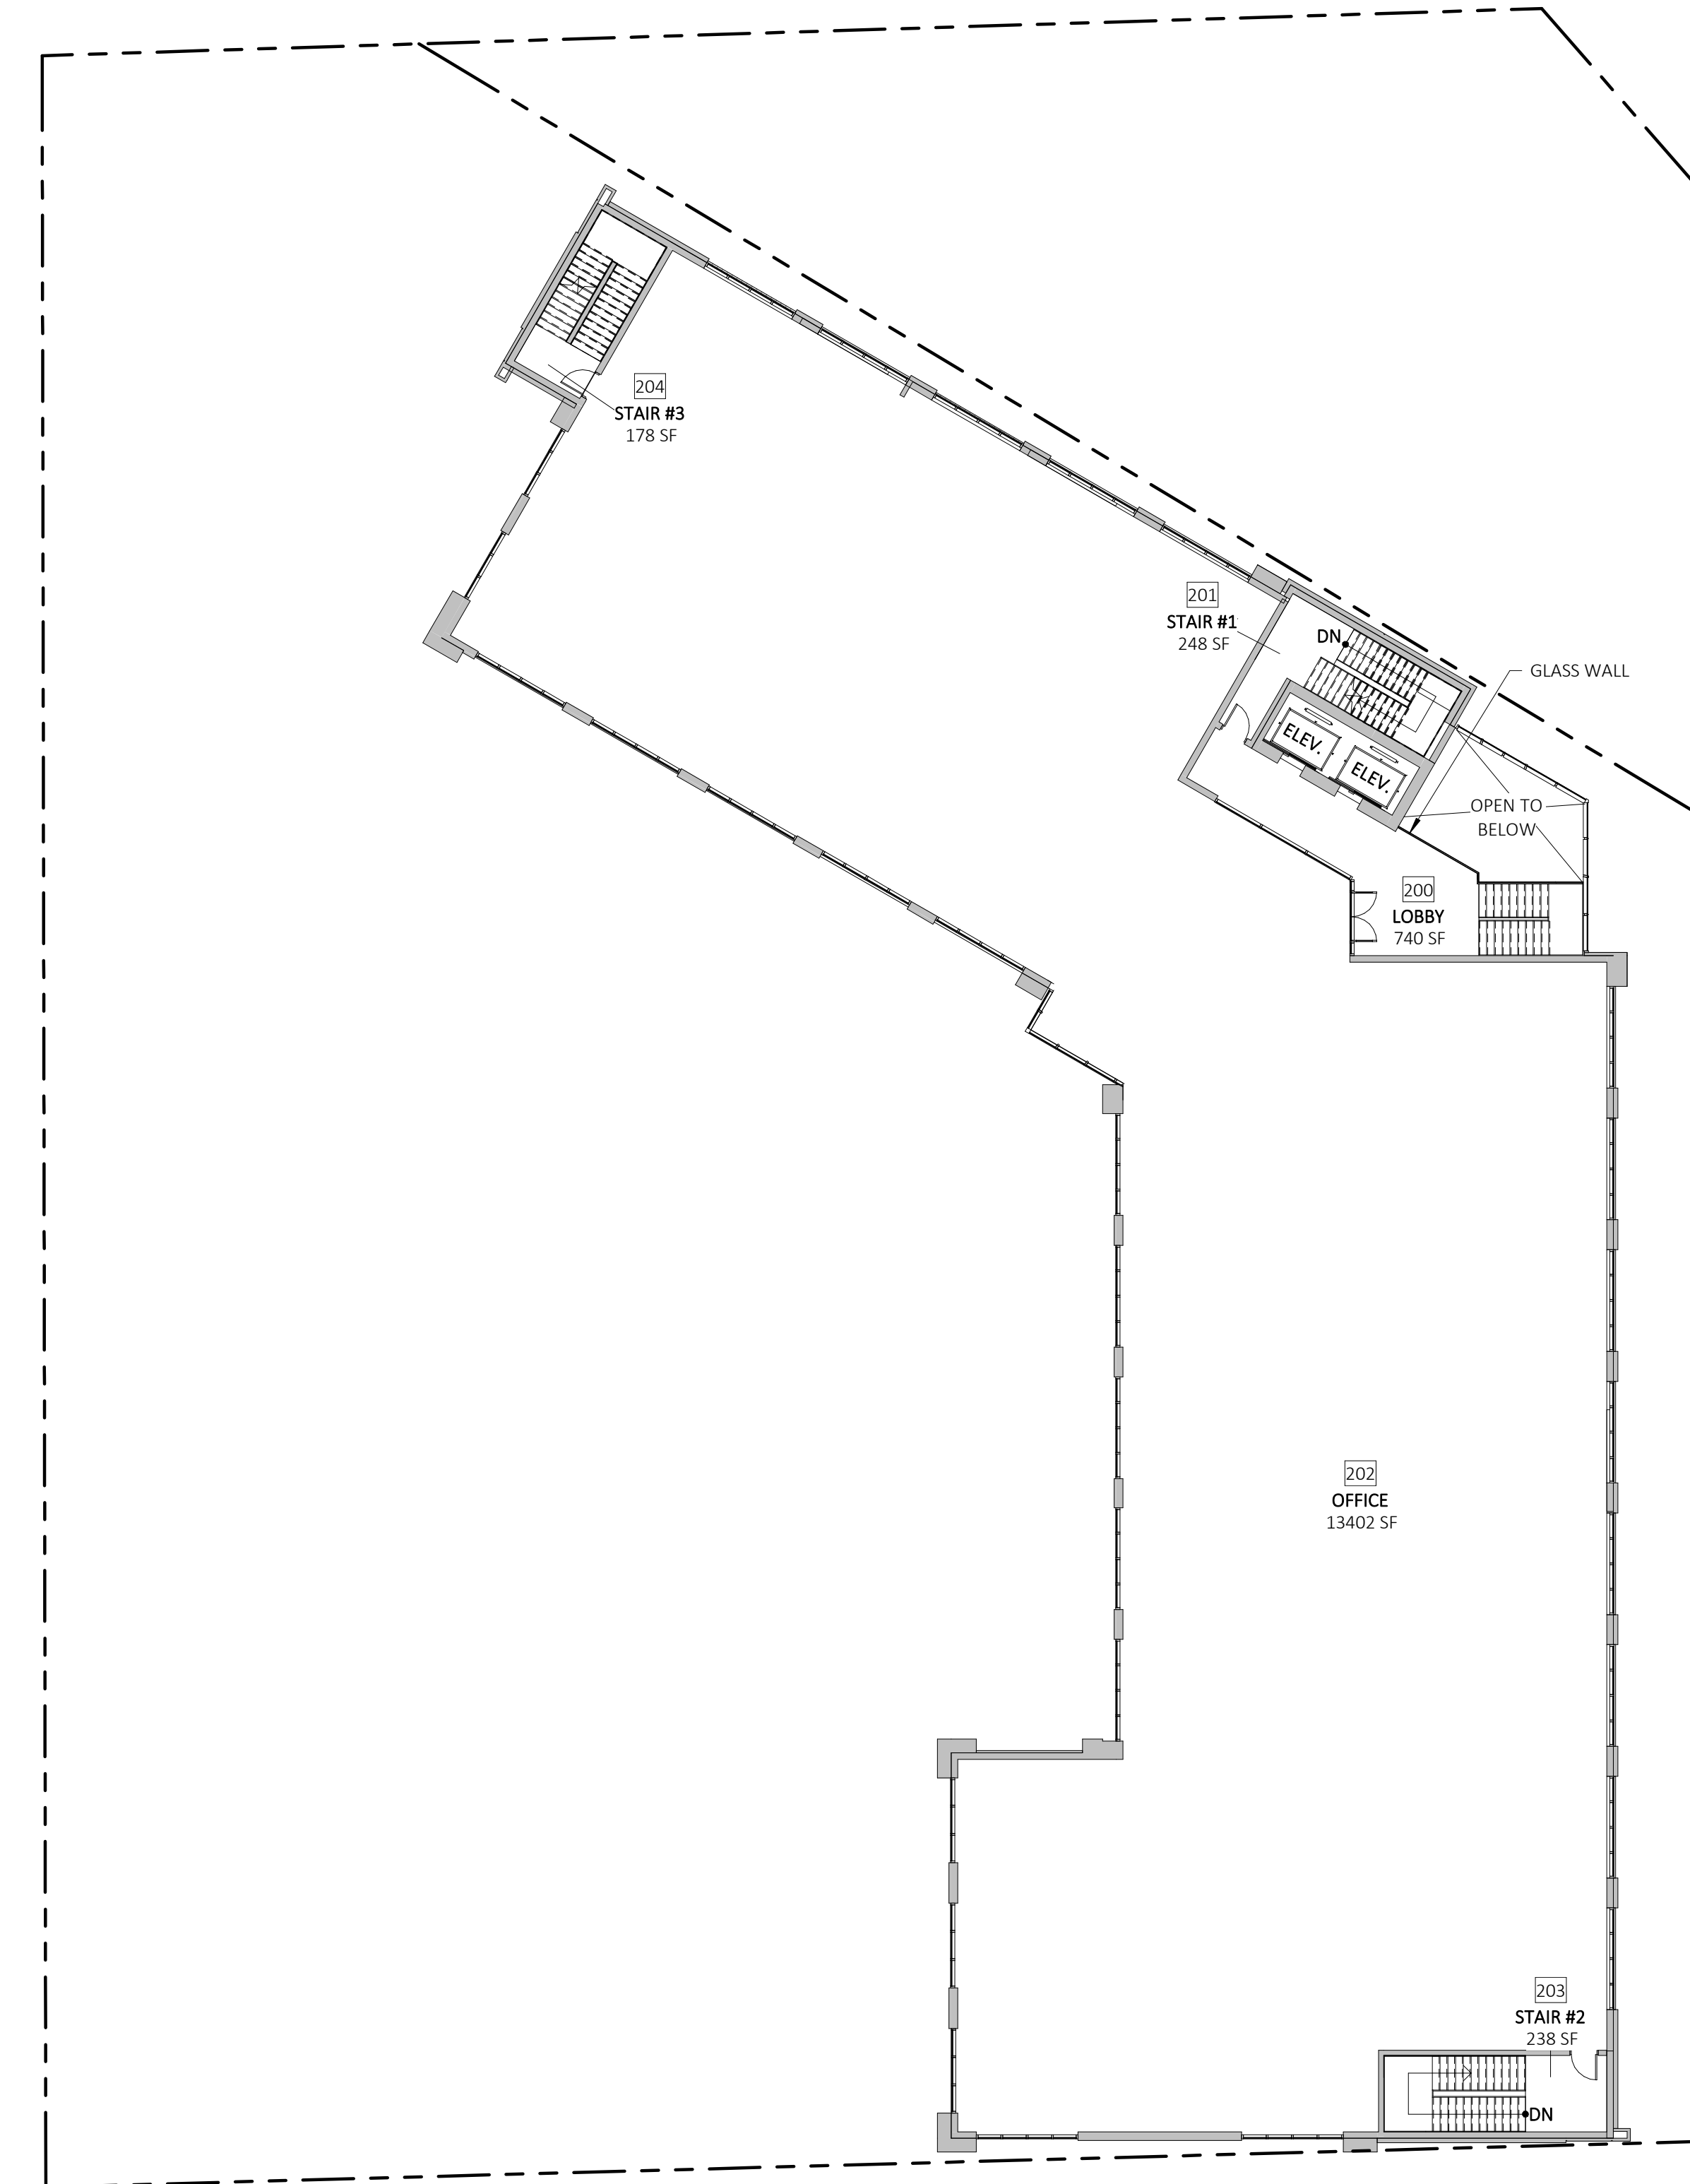 204
STAIR #3
178 SF
201
STAIR #1
248 SF
DN
GLASS WALL
ELEV.
ELEV.
OPEN TO
BELOW
200
LOBBY
740 SF
202
OFFICE
13402 SF
203
STAIR #2
238 SF
DN